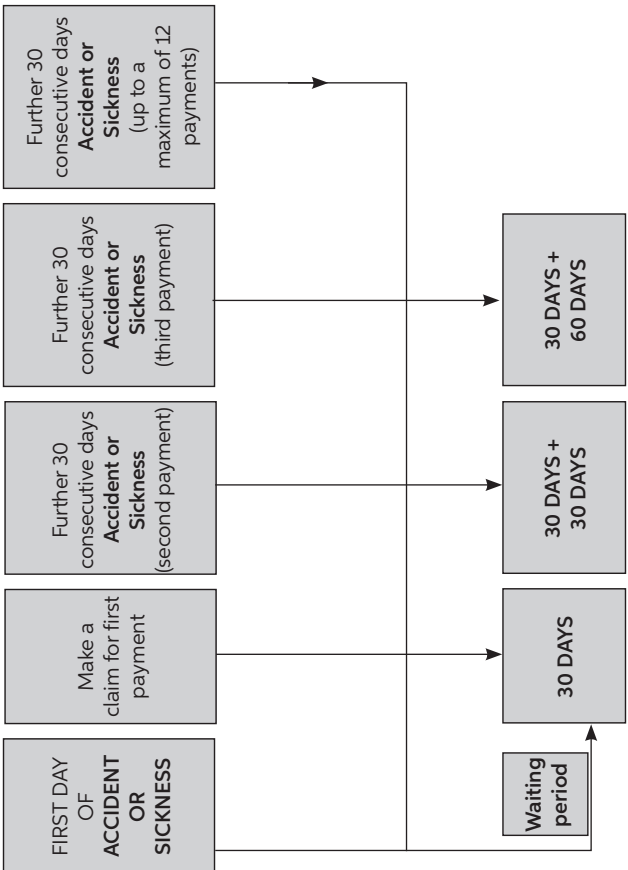 FIRST DAY
OF
ACCIDENT
OR
SICKNESS
Make a
claim for first
payment
Further 30
consecutive days
Accident or
Sickness
(second payment)
Further 30
consecutive days
Accident or
Sickness
(third payment)
Further 30
consecutive days
Accident or
Sickness
(up to a
maximum of 12
payments)
Waiting
period
30 DAYS
30 DAYS +
30 DAYS
30 DAYS +
60 DAYS